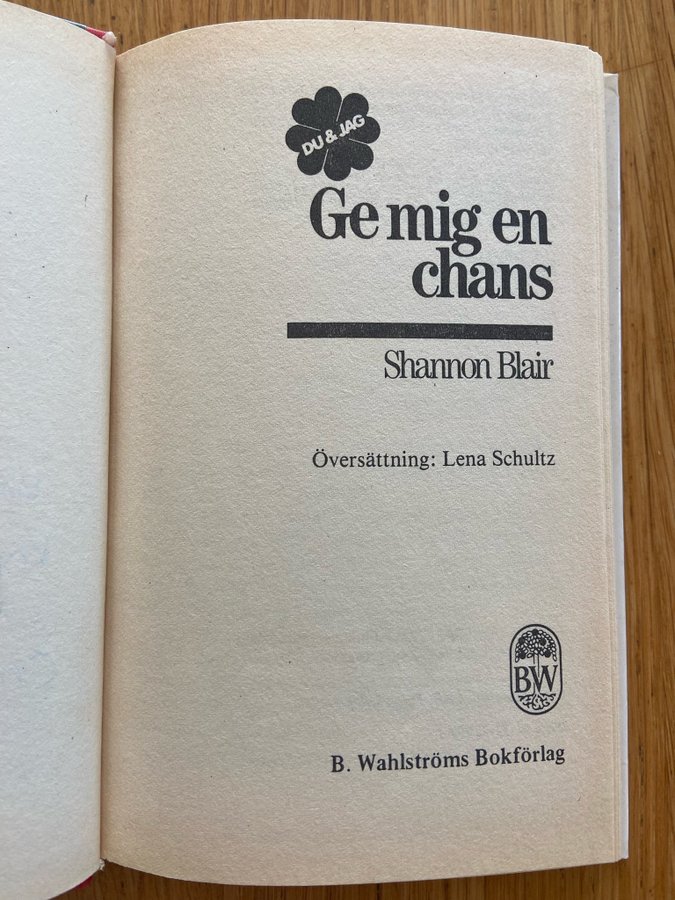 DU & JAG
Ge mig en
chans
Shannon Blair
Översättning: Lena Schultz
BW
B. Wahlströms Bokförlag